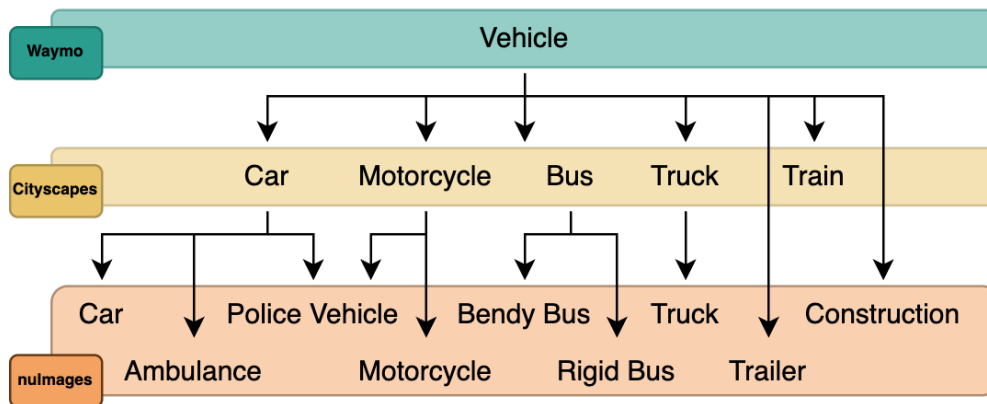 Vehicle
Waymo
Car Motorcycle Bus Truck Train
Cityscapes
Car Police Vehicle Bendy Bus Truck Construction
Ambulance Motorcycle Rigid Bus Trailer
nuImages